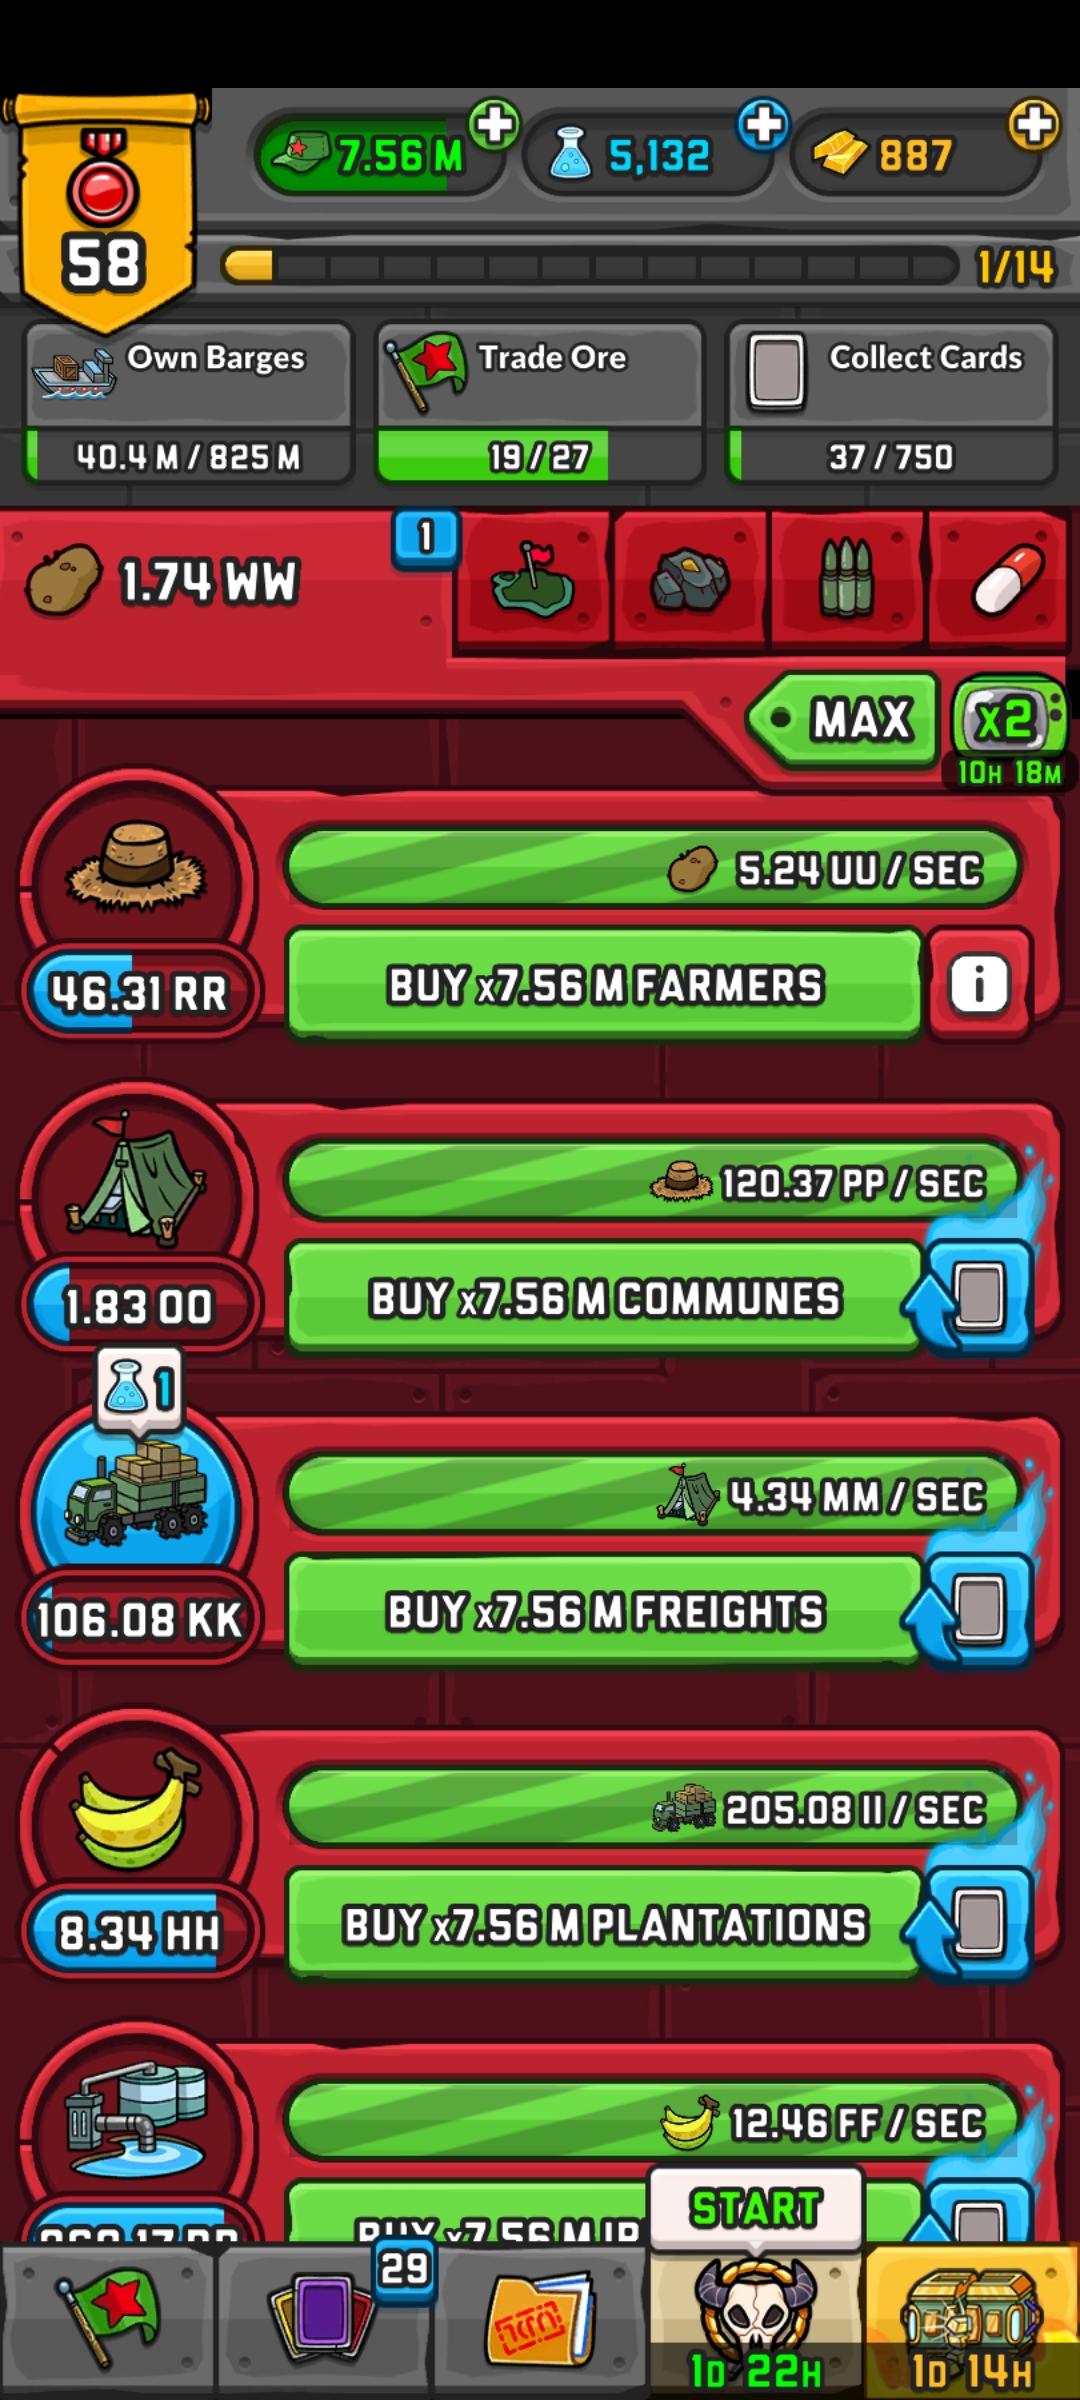 7.56 M
5,132
887
58
1/14
Own Barges
40.4 M / 825 M
Trade Ore
19 / 27
Collect Cards
37 / 750
1.74 WW
1
MAX
x2
10H 18M
5.24 UU / SEC
46.31 RR
BUY x7.56 M FARMERS
i
120.37 PP / SEC
1.83 OO
BUY x7.56 M COMMUNES
1
4.34 MM / SEC
106.08 KK
BUY x7.56 M FREIGHTS
205.08 II / SEC
8.34 HH
BUY x7.56 M PLANTATIONS
12.46 FF / SEC
BUY x7.56 M
START
29
1D 22H
1D 14H